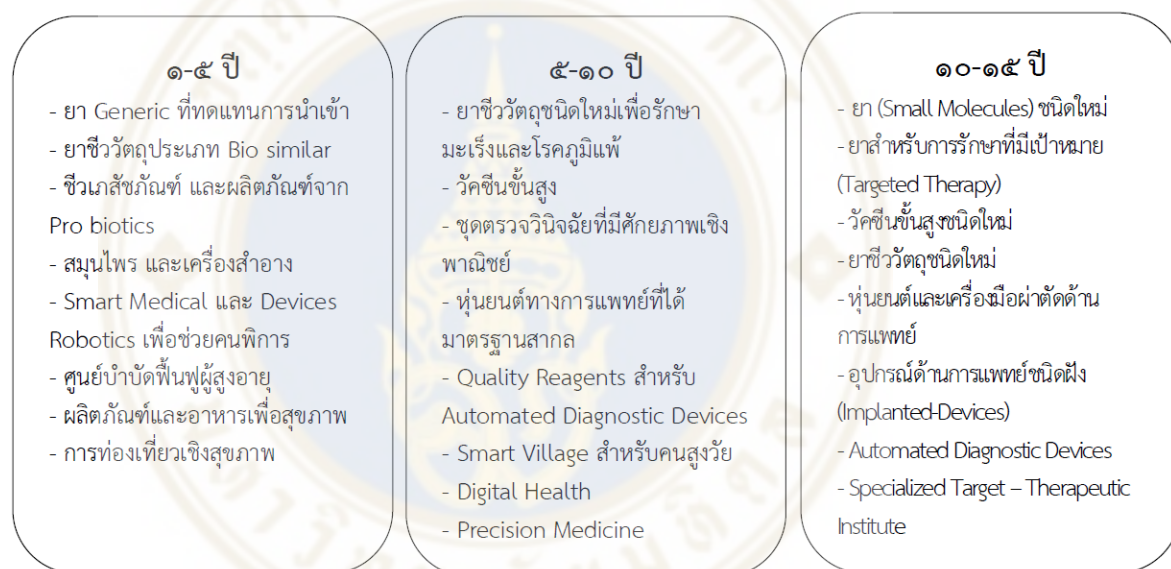 ๑-๕ ปี
- ยา Generic ที่ทดแทนการนำเข้า
- ยาชีววัตถุประเภท Bio similar
- ชีวเภสัชภัณฑ์ และผลิตภัณฑ์จาก
Pro biotics
- สมุนไพร และเครื่องสำอาง
- Smart Medical และ Devices
Robotics เพื่อช่วยคนพิการ
- ศูนย์บำบัดฟื้นฟูผู้สูงอายุ
- ผลิตภัณฑ์และอาหารเพื่อสุขภาพ
- การท่องเที่ยวเชิงสุขภาพ
๕-๑๐ ปี
- ยาชีววัตถุชนิดใหม่เพื่อรักษา
มะเร็งและโรคภูมิแพ้
- วัคซีนขั้นสูง
- ชุดตรวจวินิจฉัยที่มีศักยภาพเชิง
พาณิชย์
- หุ่นยนต์ทางการแพทย์ที่ได้
มาตรฐานสากล
- Quality Reagents สำหรับ
Automated Diagnostic Devices
- Smart Village สำหรับคนสูงวัย
- Digital Health
- Precision Medicine
๑๐-๑๕ ปี
- ยา (Small Molecules) ชนิดใหม่
- ยาสำหรับการรักษาที่มีเป้าหมาย
(Targeted Therapy)
- วัคซีนขั้นสูงชนิดใหม่
- ยาชีววัตถุชนิดใหม่
- หุ่นยนต์และเครื่องมือผ่าตัดด้าน
การแพทย์
- อุปกรณ์ด้านการแพทย์ชนิดฝัง
(Implanted-Devices)
- Automated Diagnostic Devices
- Specialized Target – Therapeutic
Institute